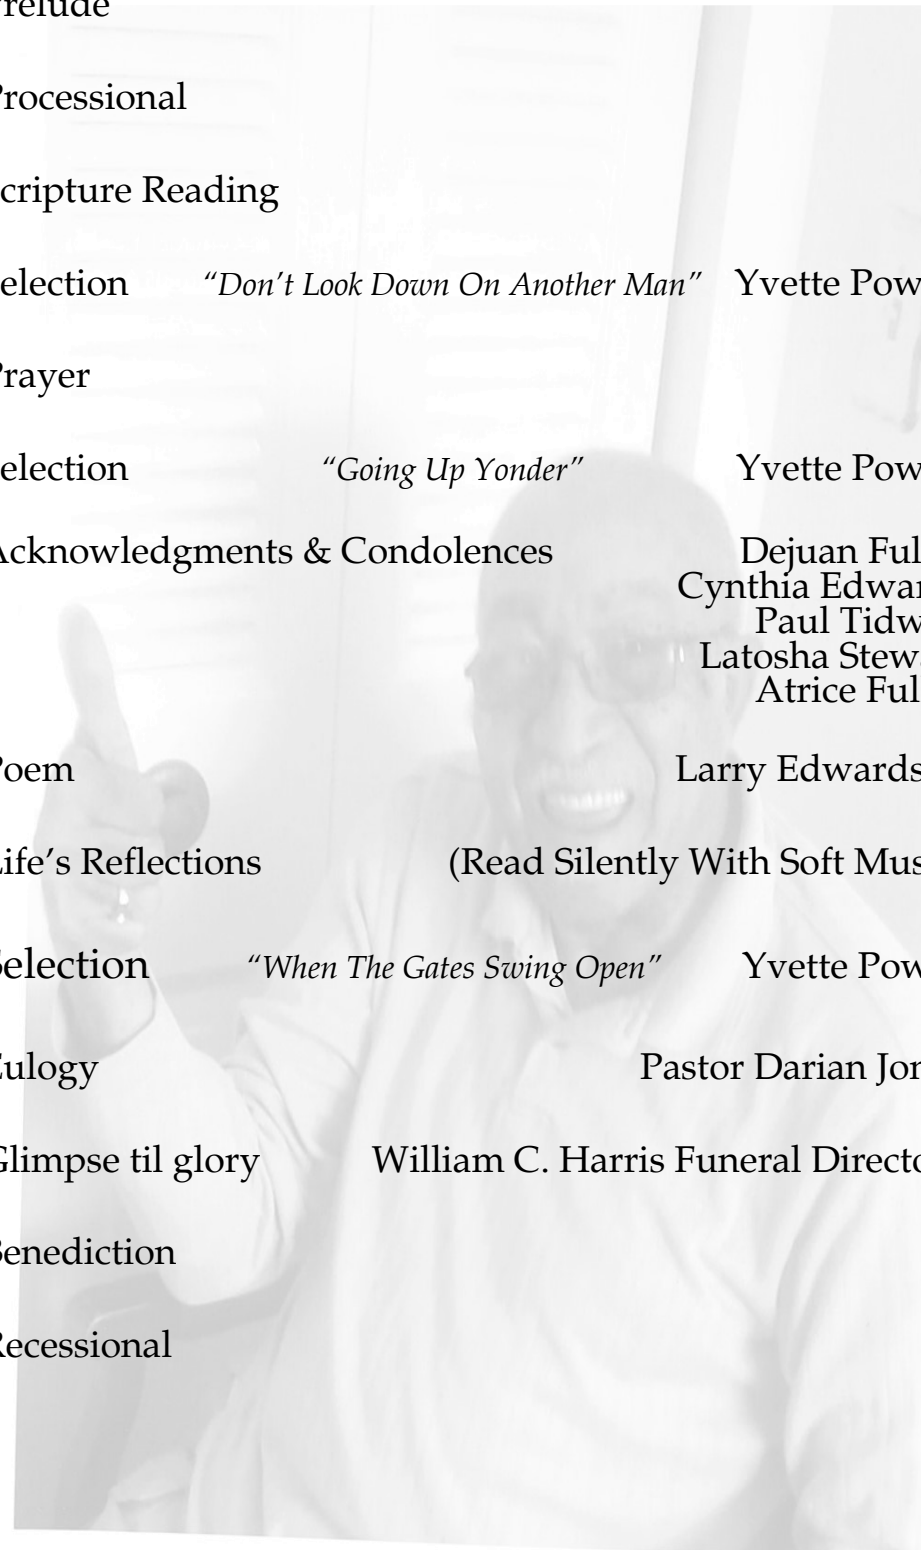 relude
Processional
cripture Reading
election “Don’t Look Down On Another Man” Yvette Pow
Prayer
election “Going Up Yonder” Yvette Pow
Acknowledgments & Condolences Dejuan Ful
Cynthia Edwar
Paul Tidw
Latosha Stewa
Atrice Ful
Poem Larry Edwards
Life’s Reflections (Read Silently With Soft Mus
Selection “When The Gates Swing Open” Yvette Pow
Eulogy Pastor Darian Jon
Glimpse til glory William C. Harris Funeral Directo
Benediction
Recessional